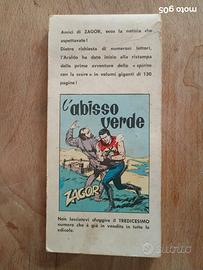 moto g05
Amici di ZAGOR, ecco la notizia che
aspettavate!
Dietro richiesta di numerosi lettori,
l'Araldo ha dato inizio alla ristampa
delle prime avventure dello « spirito
con la scure » in volumi giganti di 130
pagine!
L'abisso
verde
ZAGOR
Non lasciatevi sfuggire il TREDICESIMO
numero che è già in vendita in tutte le
edicole.
subito